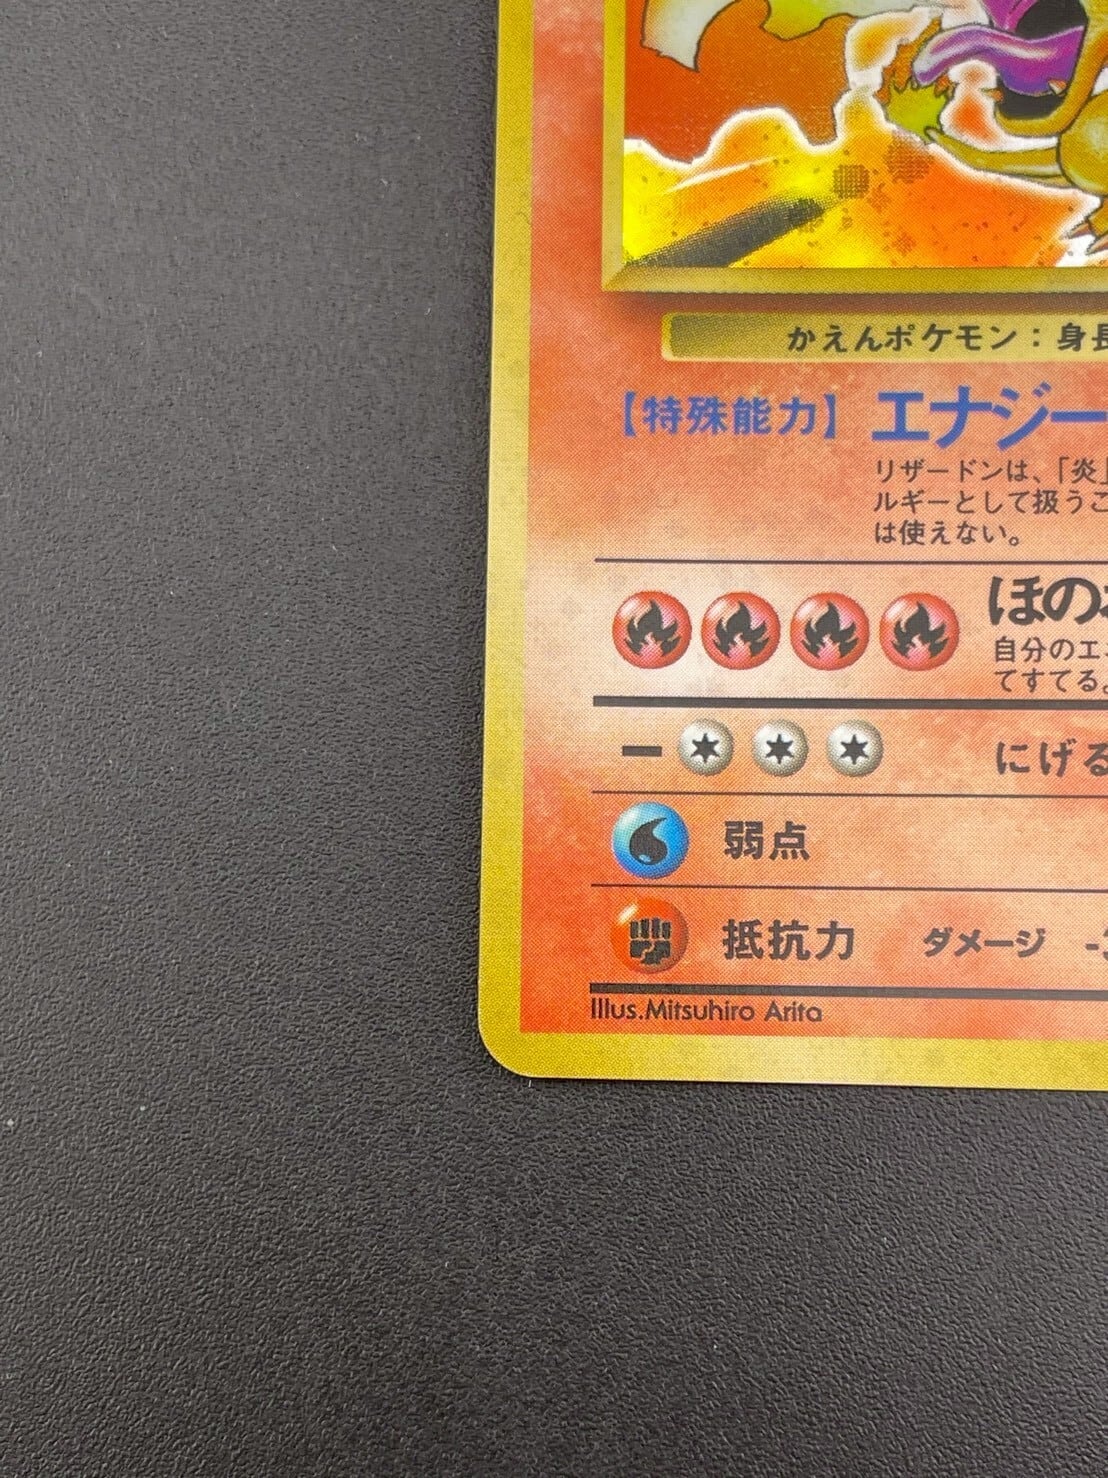 かえんポケモン：身長
【特殊能力】 エナジー
リザードンは、「炎」
ルギーとして扱うこ
は使えない。
ほの
自分のエ
てすてる。
にげる
弱点
抵抗力 ダメージ -
Illus.Mitsuhiro Arita